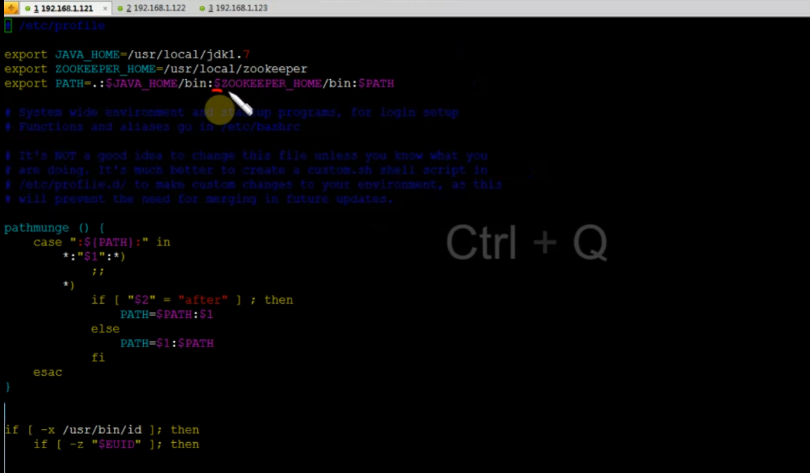 1 192.168.1.121 × 2 192.168.1.122 3 192.168.1.123
# /etc/profile
export JAVA_HOME=/usr/local/jdk1.7
export ZOOKEEPER_HOME=/usr/local/zookeeper
export PATH=.:$JAVA_HOME/bin:$ZOOKEEPER_HOME/bin:$PATH
# System wide environment and startup programs, for login setup
# Functions and aliases go in /etc/bashrc
# It's NOT a good idea to change this file unless you know what you
# are doing. It's much better to create a custom.sh shell script in
# /etc/profile.d/ to make custom changes to your environment, as this
# will prevent the need for merging in future updates.
pathmunge () {
case ":${PATH}:" in
*:"$1":*)
;;
*)
if [ "$2" = "after" ] ; then
PATH=$PATH:$1
else
PATH=$1:$PATH
fi
esac
}
if [ -x /usr/bin/id ]; then
if [ -z "$EUID" ]; then
Ctrl + Q